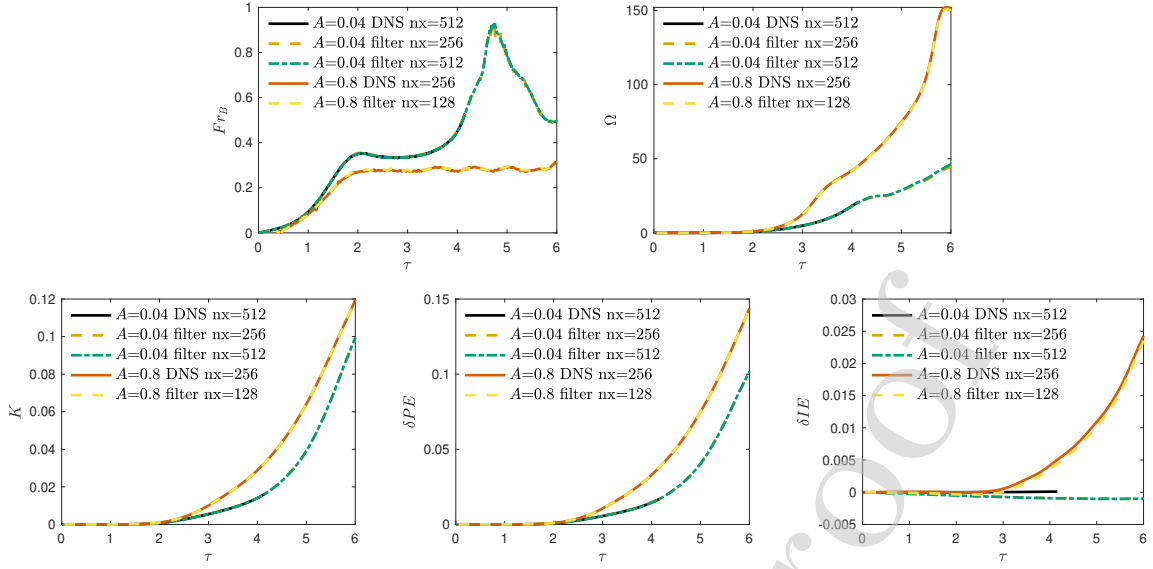 1
0.8
0.6
0.4
0.2
0
Fr_B
A=0.04 DNS nx=512
A=0.04 filter nx=256
A=0.04 filter nx=512
A=0.8 DNS nx=256
A=0.8 filter nx=128
0 1 2 3 4 5 6
τ
150
100
50
0
Ω
A=0.04 DNS nx=512
A=0.04 filter nx=256
A=0.04 filter nx=512
A=0.8 DNS nx=256
A=0.8 filter nx=128
0 1 2 3 4 5 6
τ
0.12
0.1
0.08
0.06
0.04
0.02
0
K
A=0.04 DNS nx=512
A=0.04 filter nx=256
A=0.04 filter nx=512
A=0.8 DNS nx=256
A=0.8 filter nx=128
0 1 2 3 4 5 6
τ
0.15
0.1
0.05
0
δPE
A=0.04 DNS nx=512
A=0.04 filter nx=256
A=0.04 filter nx=512
A=0.8 DNS nx=256
A=0.8 filter nx=128
0 1 2 3 4 5 6
τ
0.03
0.025
0.02
0.015
0.01
0.005
0
-0.005
δIE
A=0.04 DNS nx=512
A=0.04 filter nx=256
A=0.04 filter nx=512
A=0.8 DNS nx=256
A=0.8 filter nx=128
0 1 2 3 4 5 6
τ
roof